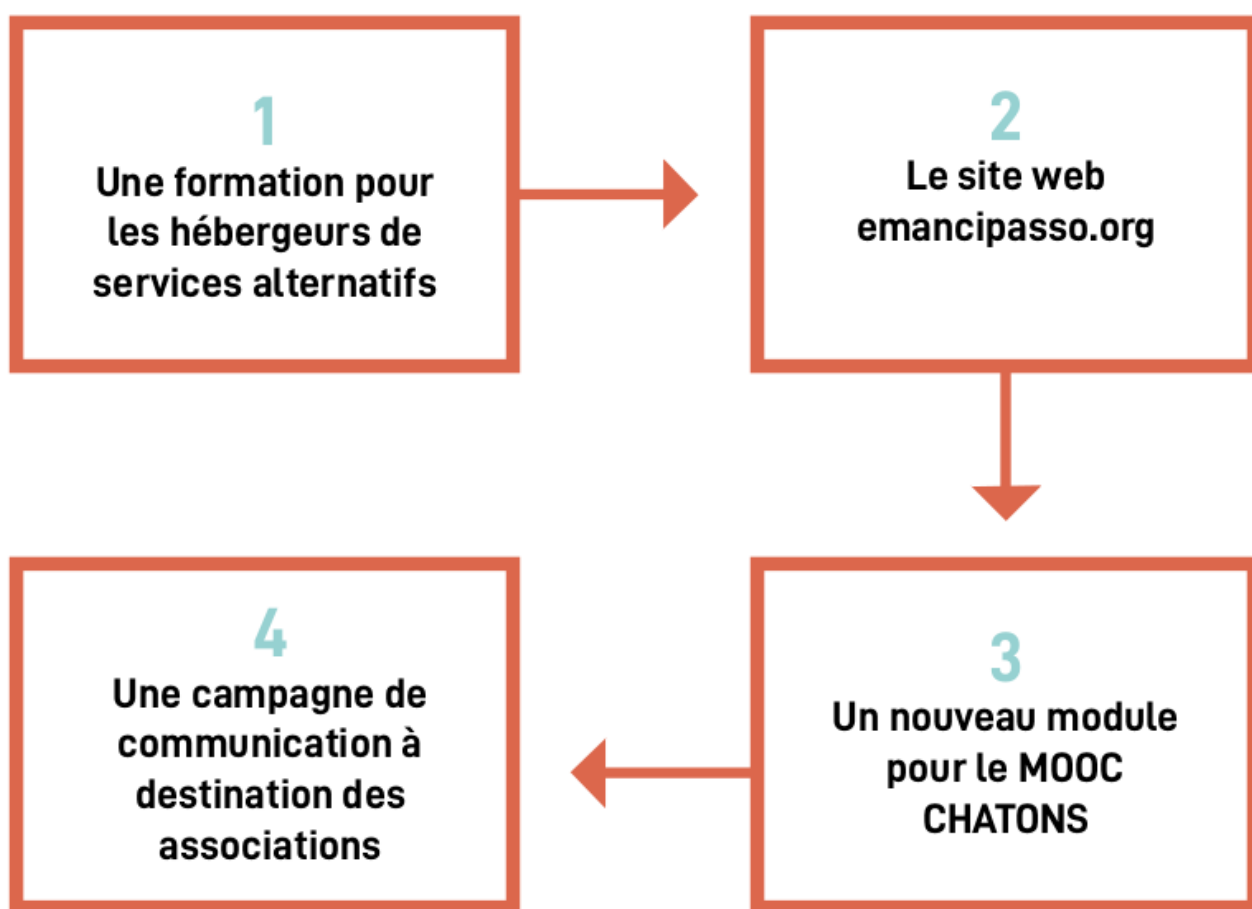 1
Une formation pour
les hébergeurs de
services alternatifs
2
Le site web
emancipasso.org
3
Un nouveau module
pour le MOOC
CHATONS
4
Une campagne de
communication à
destination des
associations